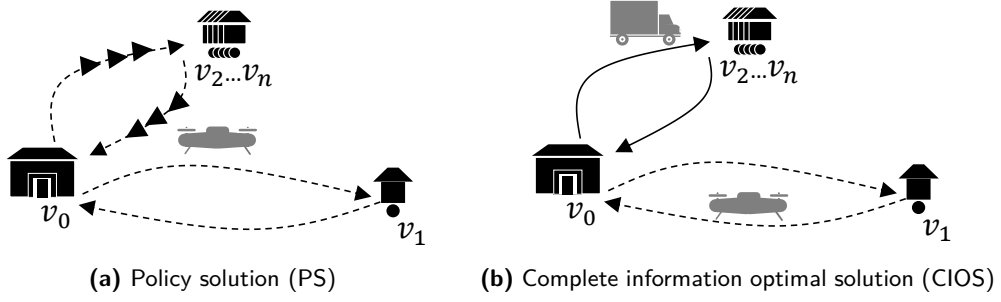 v₂...vₙ
v₀
v₁
(a) Policy solution (PS)
v₂...vₙ
v₀
v₁
(b) Complete information optimal solution (CIOS)